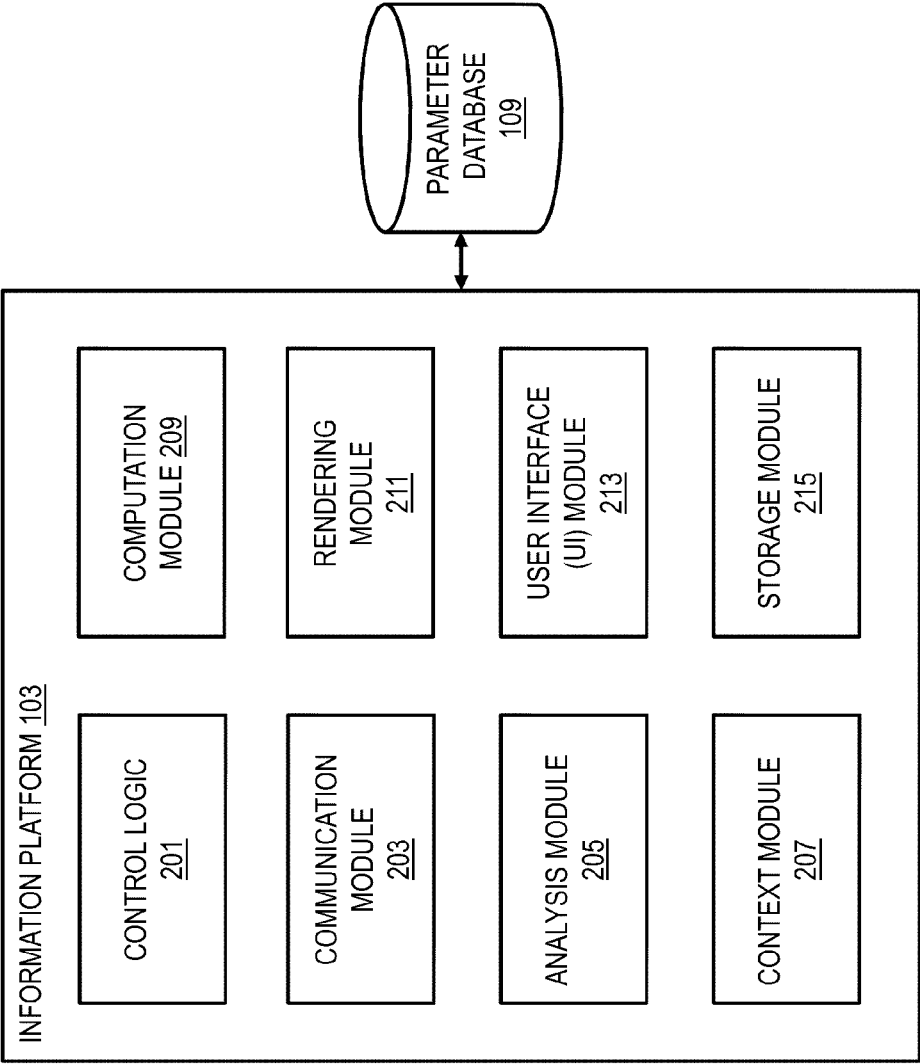 INFORMATION PLATFORM 103
CONTROL LOGIC
201
COMMUNICATION
MODULE
203
ANALYSIS MODULE
205
CONTEXT MODULE
207
COMPUTATION
MODULE 209
RENDERING
MODULE
211
USER INTERFACE
(UI) MODULE
213
STORAGE MODULE
215
PARAMETER
DATABASE
109